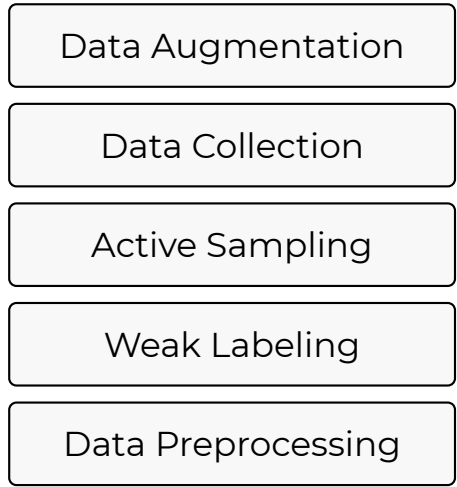 Data Augmentation
Data Collection
Active Sampling
Weak Labeling
Data Preprocessing